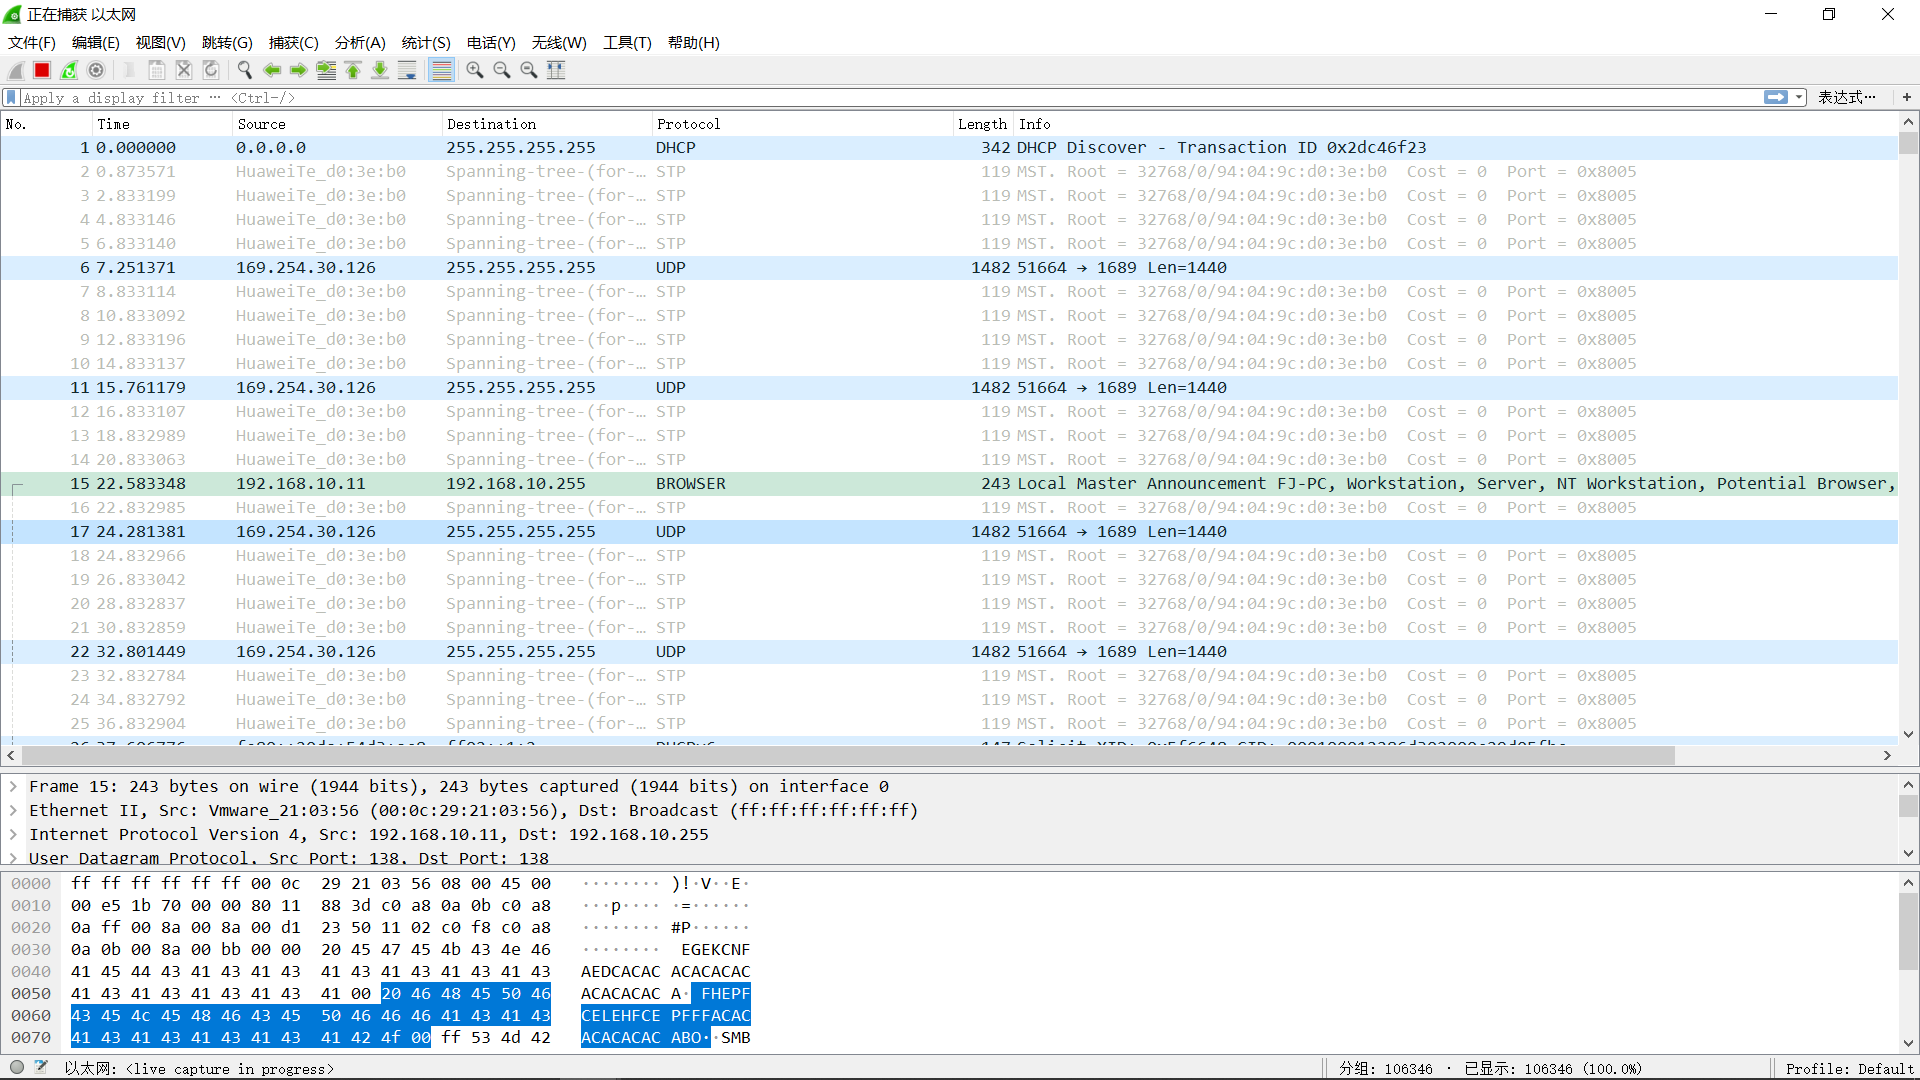 正在捕获 以太网
文件(F) 编辑(E) 视图(V) 跳转(G) 捕获(C) 分析(A) 统计(S) 电话(Y) 无线(W) 工具(T) 帮助(H)
Apply a display filter … <Ctrl-/> 表达式… +
No. Time Source Destination Protocol Length Info
1 0.000000 0.0.0.0 255.255.255.255 DHCP 342 DHCP Discover - Transaction ID 0x2dc46f23
2 0.873571 HuaweiTe_d0:3e:b0 Spanning-tree-(for-… STP 119 MST. Root = 32768/0/94:04:9c:d0:3e:b0 Cost = 0 Port = 0x8005
3 2.833199 HuaweiTe_d0:3e:b0 Spanning-tree-(for-… STP 119 MST. Root = 32768/0/94:04:9c:d0:3e:b0 Cost = 0 Port = 0x8005
4 4.833146 HuaweiTe_d0:3e:b0 Spanning-tree-(for-… STP 119 MST. Root = 32768/0/94:04:9c:d0:3e:b0 Cost = 0 Port = 0x8005
5 6.833140 HuaweiTe_d0:3e:b0 Spanning-tree-(for-… STP 119 MST. Root = 32768/0/94:04:9c:d0:3e:b0 Cost = 0 Port = 0x8005
6 7.251371 169.254.30.126 255.255.255.255 UDP 1482 51664 → 1689 Len=1440
7 8.833114 HuaweiTe_d0:3e:b0 Spanning-tree-(for-… STP 119 MST. Root = 32768/0/94:04:9c:d0:3e:b0 Cost = 0 Port = 0x8005
8 10.833092 HuaweiTe_d0:3e:b0 Spanning-tree-(for-… STP 119 MST. Root = 32768/0/94:04:9c:d0:3e:b0 Cost = 0 Port = 0x8005
9 12.833196 HuaweiTe_d0:3e:b0 Spanning-tree-(for-… STP 119 MST. Root = 32768/0/94:04:9c:d0:3e:b0 Cost = 0 Port = 0x8005
10 14.833137 HuaweiTe_d0:3e:b0 Spanning-tree-(for-… STP 119 MST. Root = 32768/0/94:04:9c:d0:3e:b0 Cost = 0 Port = 0x8005
11 15.761179 169.254.30.126 255.255.255.255 UDP 1482 51664 → 1689 Len=1440
12 16.833107 HuaweiTe_d0:3e:b0 Spanning-tree-(for-… STP 119 MST. Root = 32768/0/94:04:9c:d0:3e:b0 Cost = 0 Port = 0x8005
13 18.832989 HuaweiTe_d0:3e:b0 Spanning-tree-(for-… STP 119 MST. Root = 32768/0/94:04:9c:d0:3e:b0 Cost = 0 Port = 0x8005
14 20.833063 HuaweiTe_d0:3e:b0 Spanning-tree-(for-… STP 119 MST. Root = 32768/0/94:04:9c:d0:3e:b0 Cost = 0 Port = 0x8005
15 22.583348 192.168.10.11 192.168.10.255 BROWSER 243 Local Master Announcement FJ-PC, Workstation, Server, NT Workstation, Potential Browser,
16 22.832985 HuaweiTe_d0:3e:b0 Spanning-tree-(for-… STP 119 MST. Root = 32768/0/94:04:9c:d0:3e:b0 Cost = 0 Port = 0x8005
17 24.281381 169.254.30.126 255.255.255.255 UDP 1482 51664 → 1689 Len=1440
18 24.832966 HuaweiTe_d0:3e:b0 Spanning-tree-(for-… STP 119 MST. Root = 32768/0/94:04:9c:d0:3e:b0 Cost = 0 Port = 0x8005
19 26.833042 HuaweiTe_d0:3e:b0 Spanning-tree-(for-… STP 119 MST. Root = 32768/0/94:04:9c:d0:3e:b0 Cost = 0 Port = 0x8005
20 28.832837 HuaweiTe_d0:3e:b0 Spanning-tree-(for-… STP 119 MST. Root = 32768/0/94:04:9c:d0:3e:b0 Cost = 0 Port = 0x8005
21 30.832859 HuaweiTe_d0:3e:b0 Spanning-tree-(for-… STP 119 MST. Root = 32768/0/94:04:9c:d0:3e:b0 Cost = 0 Port = 0x8005
22 32.801449 169.254.30.126 255.255.255.255 UDP 1482 51664 → 1689 Len=1440
23 32.832784 HuaweiTe_d0:3e:b0 Spanning-tree-(for-… STP 119 MST. Root = 32768/0/94:04:9c:d0:3e:b0 Cost = 0 Port = 0x8005
24 34.832792 HuaweiTe_d0:3e:b0 Spanning-tree-(for-… STP 119 MST. Root = 32768/0/94:04:9c:d0:3e:b0 Cost = 0 Port = 0x8005
25 36.832904 HuaweiTe_d0:3e:b0 Spanning-tree-(for-… STP 119 MST. Root = 32768/0/94:04:9c:d0:3e:b0 Cost = 0 Port = 0x8005
Frame 15: 243 bytes on wire (1944 bits), 243 bytes captured (1944 bits) on interface 0
Ethernet II, Src: Vmware_21:03:56 (00:0c:29:21:03:56), Dst: Broadcast (ff:ff:ff:ff:ff:ff)
Internet Protocol Version 4, Src: 192.168.10.11, Dst: 192.168.10.255
User Datagram Protocol, Src Port: 138, Dst Port: 138
0000 ff ff ff ff ff ff 00 0c 29 21 03 56 08 00 45 00 ········ )!·V··E·
0010 00 e5 1b 70 00 00 80 11 88 3d c0 a8 0a 0b c0 a8 ···p···· ·=······
0020 0a ff 00 8a 00 8a 00 d1 23 50 11 02 c0 f8 c0 a8 ········ #P······
0030 0a 0b 00 8a 00 bb 00 00 20 45 47 45 4b 43 4e 46 ········ EGEKCNF
0040 41 45 44 43 41 43 41 43 41 43 41 43 41 43 41 43 AEDCACAC ACACACAC
0050 41 43 41 43 41 43 41 43 41 00 20 46 48 45 50 46 ACACACAC A· FHEPF
0060 43 45 4c 45 48 46 43 45 50 46 46 46 41 43 41 43 CELEHFCE PFFFACAC
0070 41 43 41 43 41 43 41 43 41 42 4f 00 ff 53 4d 42 ACACACAC ABO··SMB
以太网: <live capture in progress> 分组: 106346 · 已显示: 106346 (100.0%) Profile: Default